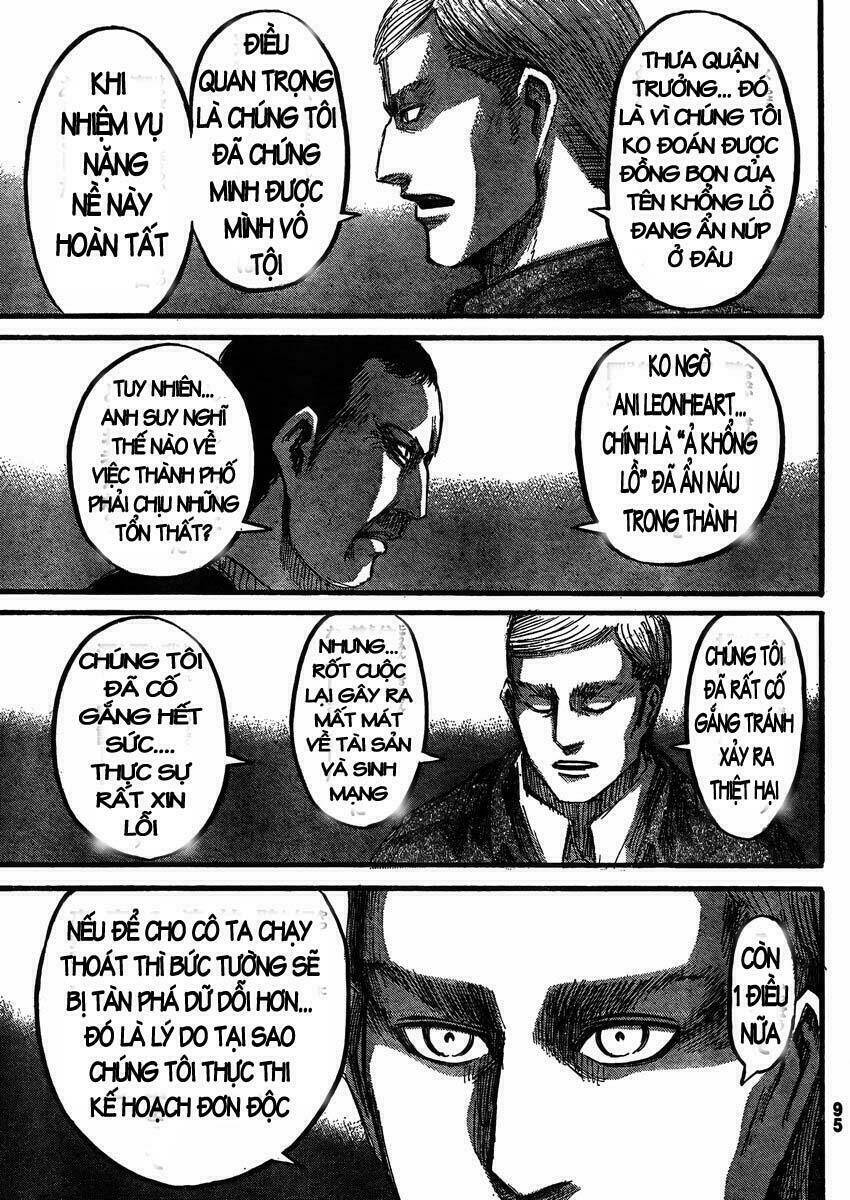 THƯA QUẬN
TRƯỞNG... ĐÓ
LÀ VÌ CHÚNG TÔI
KO ĐOÁN ĐƯỢC
ĐỒNG BỌN CỦA
TÊN KHỔNG LỒ
ĐANG ẨN NÚP
Ở ĐÂU
ĐIỀU
QUAN TRỌNG
LÀ CHÚNG TÔI
ĐÃ CHỨNG
MINH ĐƯỢC
MÌNH VÔ
TỘI
KHI
NHIỆM VỤ
NẶNG
NỀ NÀY
HOÀN TẤT
KO NGỜ
ANI LEONHEART...
CHÍNH LÀ “Ả KHỔNG
LỒ” ĐÃ ẨN NÁU
TRONG THÀNH
TUY NHIÊN...
ANH SUY NGHĨ
THẾ NÀO VỀ
VIỆC THÀNH PHỐ
PHẢI CHỊU NHỮNG
TỔN THẤT?
CHÚNG TÔI
ĐÃ RẤT CỐ
GẮNG TRÁNH
XẢY RA
THIỆT HẠI
NHƯNG...
RỐT CUỘC
LẠI GÂY RA
MẤT MÁT
VỀ TÀI SẢN
VÀ SINH
MẠNG
CHÚNG TÔI
ĐÃ CỐ
GẮNG HẾT
SỨC....
THỰC SỰ
RẤT XIN
LỖI
CÒN
1 ĐIỀU
NỮA
NẾU ĐỂ CHO CÔ TA CHẠY
THOÁT THÌ BỨC TƯỜNG SẼ
BỊ TÀN PHÁ DỮ DỖI HƠN...
ĐÓ LÀ LÝ DO TẠI SAO
CHÚNG TÔI THỰC THI
KẾ HOẠCH ĐƠN ĐỘC
95